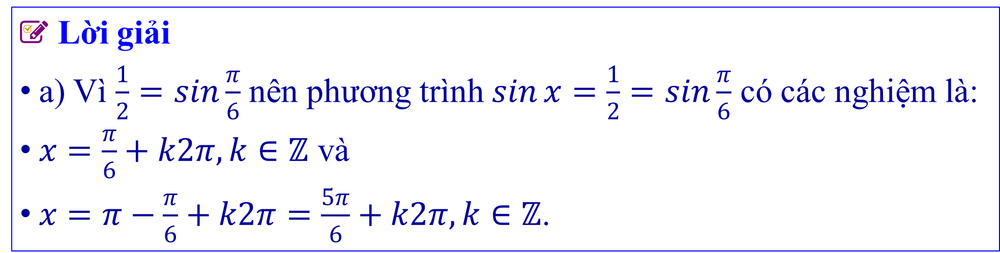 Lời giải
• a) Vì 1/2 = sin π/6 nên phương trình sin x = 1/2 = sin π/6 có các nghiệm là:
• x = π/6 + k2π, k ∈ ℤ và
• x = π − π/6 + k2π = 5π/6 + k2π, k ∈ ℤ.